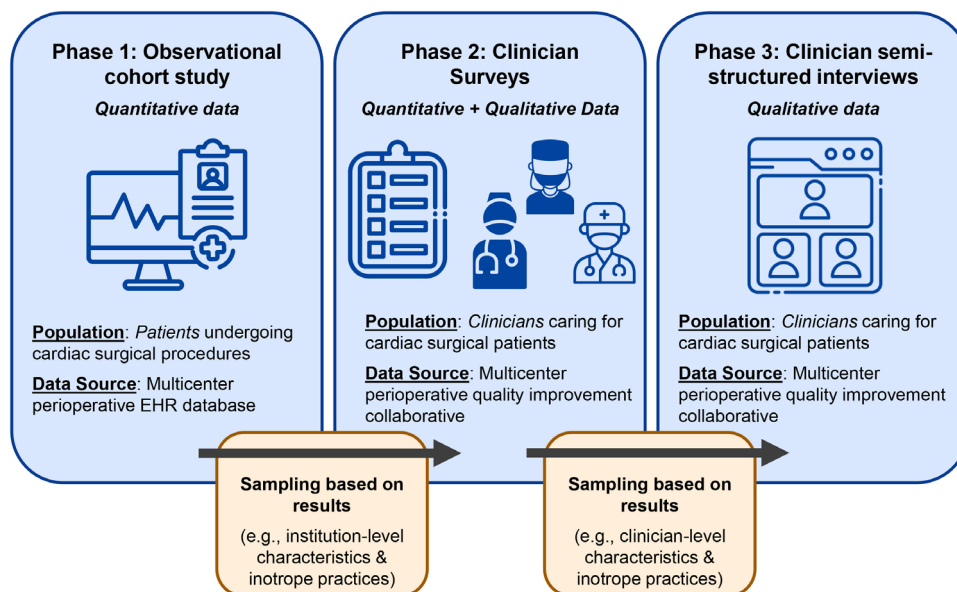 Phase 1: Observational
cohort study
Quantitative data
Population: Patients undergoing
cardiac surgical procedures
Data Source: Multicenter
perioperative EHR database
Phase 2: Clinician
Surveys
Quantitative + Qualitative Data
Population: Clinicians caring for
cardiac surgical patients
Data Source: Multicenter
perioperative quality improvement
collaborative
Phase 3: Clinician semi-
structured interviews
Qualitative data
Population: Clinicians caring for
cardiac surgical patients
Data Source: Multicenter
perioperative quality improvement
collaborative
Sampling based on
results
(e.g., institution-level
characteristics &
inotrope practices)
Sampling based on
results
(e.g., clinician-level
characteristics &
inotrope practices)